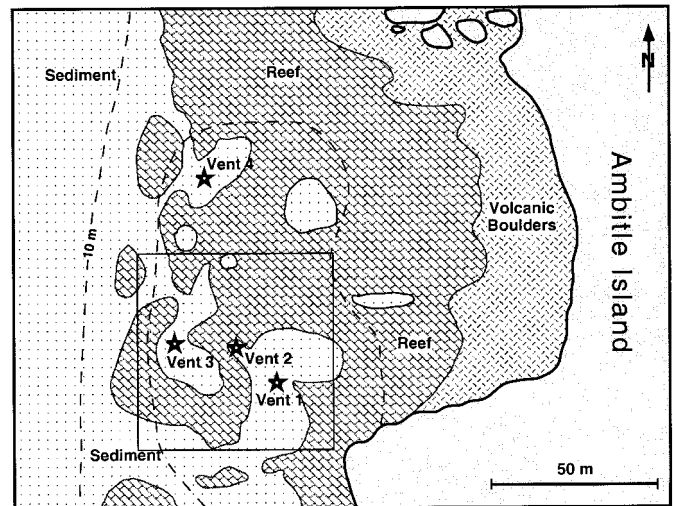 Sediment
Reef
N
Vent 4
Ambitle Island
Volcanic
Boulders
10 m
Reef
Vent 3
Vent 2
Vent 1
Sediment
50 m